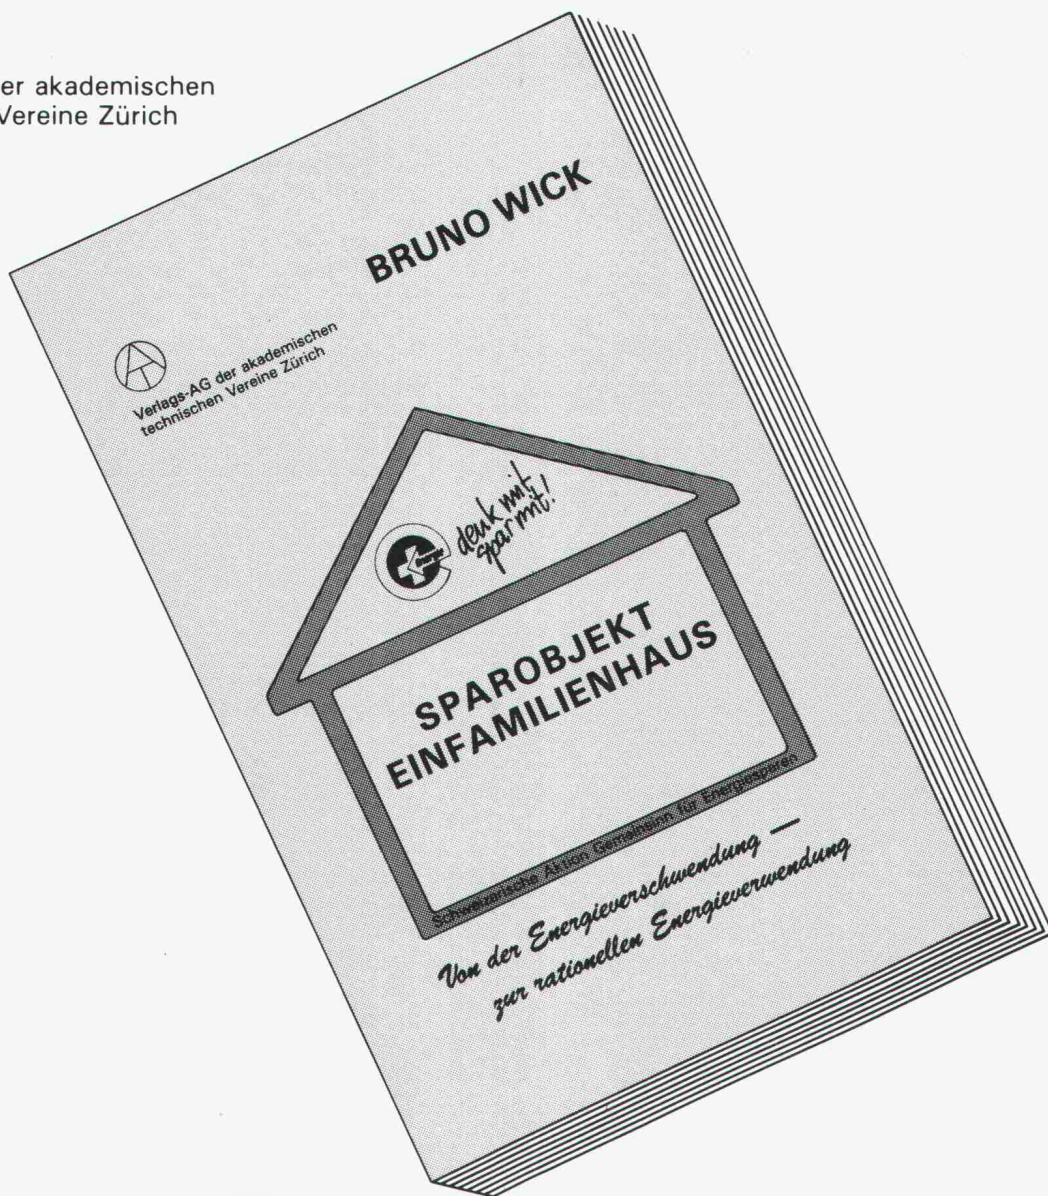 er akademischen
Vereine Zürich
BRUNO WICK
Verlags-AG der akademischen
technischen Vereine Zürich
denk mit,
spar mit!
SPAROBJEKT
EINFAMILIENHAUS
Schweizerische Aktion Gemeinsinn für Energiesparen
Von der Energieverschwendung —
zur rationellen Energieverwendung